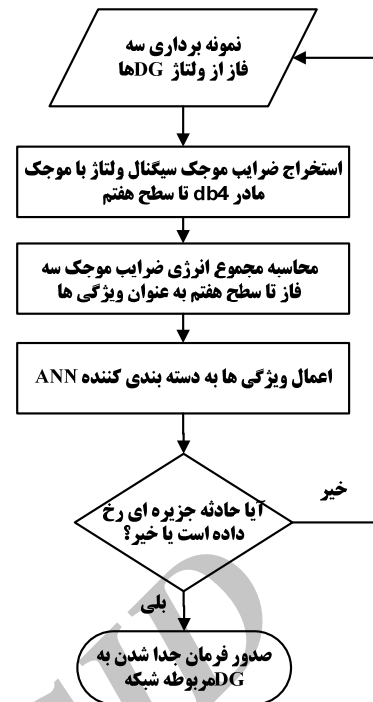 نمونه برداری سه
فاز از ولتاژ DGها
استخراج ضرایب موجک سیگنال ولتاژ با موجک
مادر db4 تا سطح هفتم
محاسبه مجموع انرژی ضرایب موجک سه
فاز تا سطح هفتم به عنوان ویژگی ها
اعمال ویژگی ها به دسته بندی کننده ANN
آیا حادثه جزیره ای رخ
داده است یا خیر؟
خیر
بلی
صدور فرمان جدا شدن به
DGمربوطه شبکه